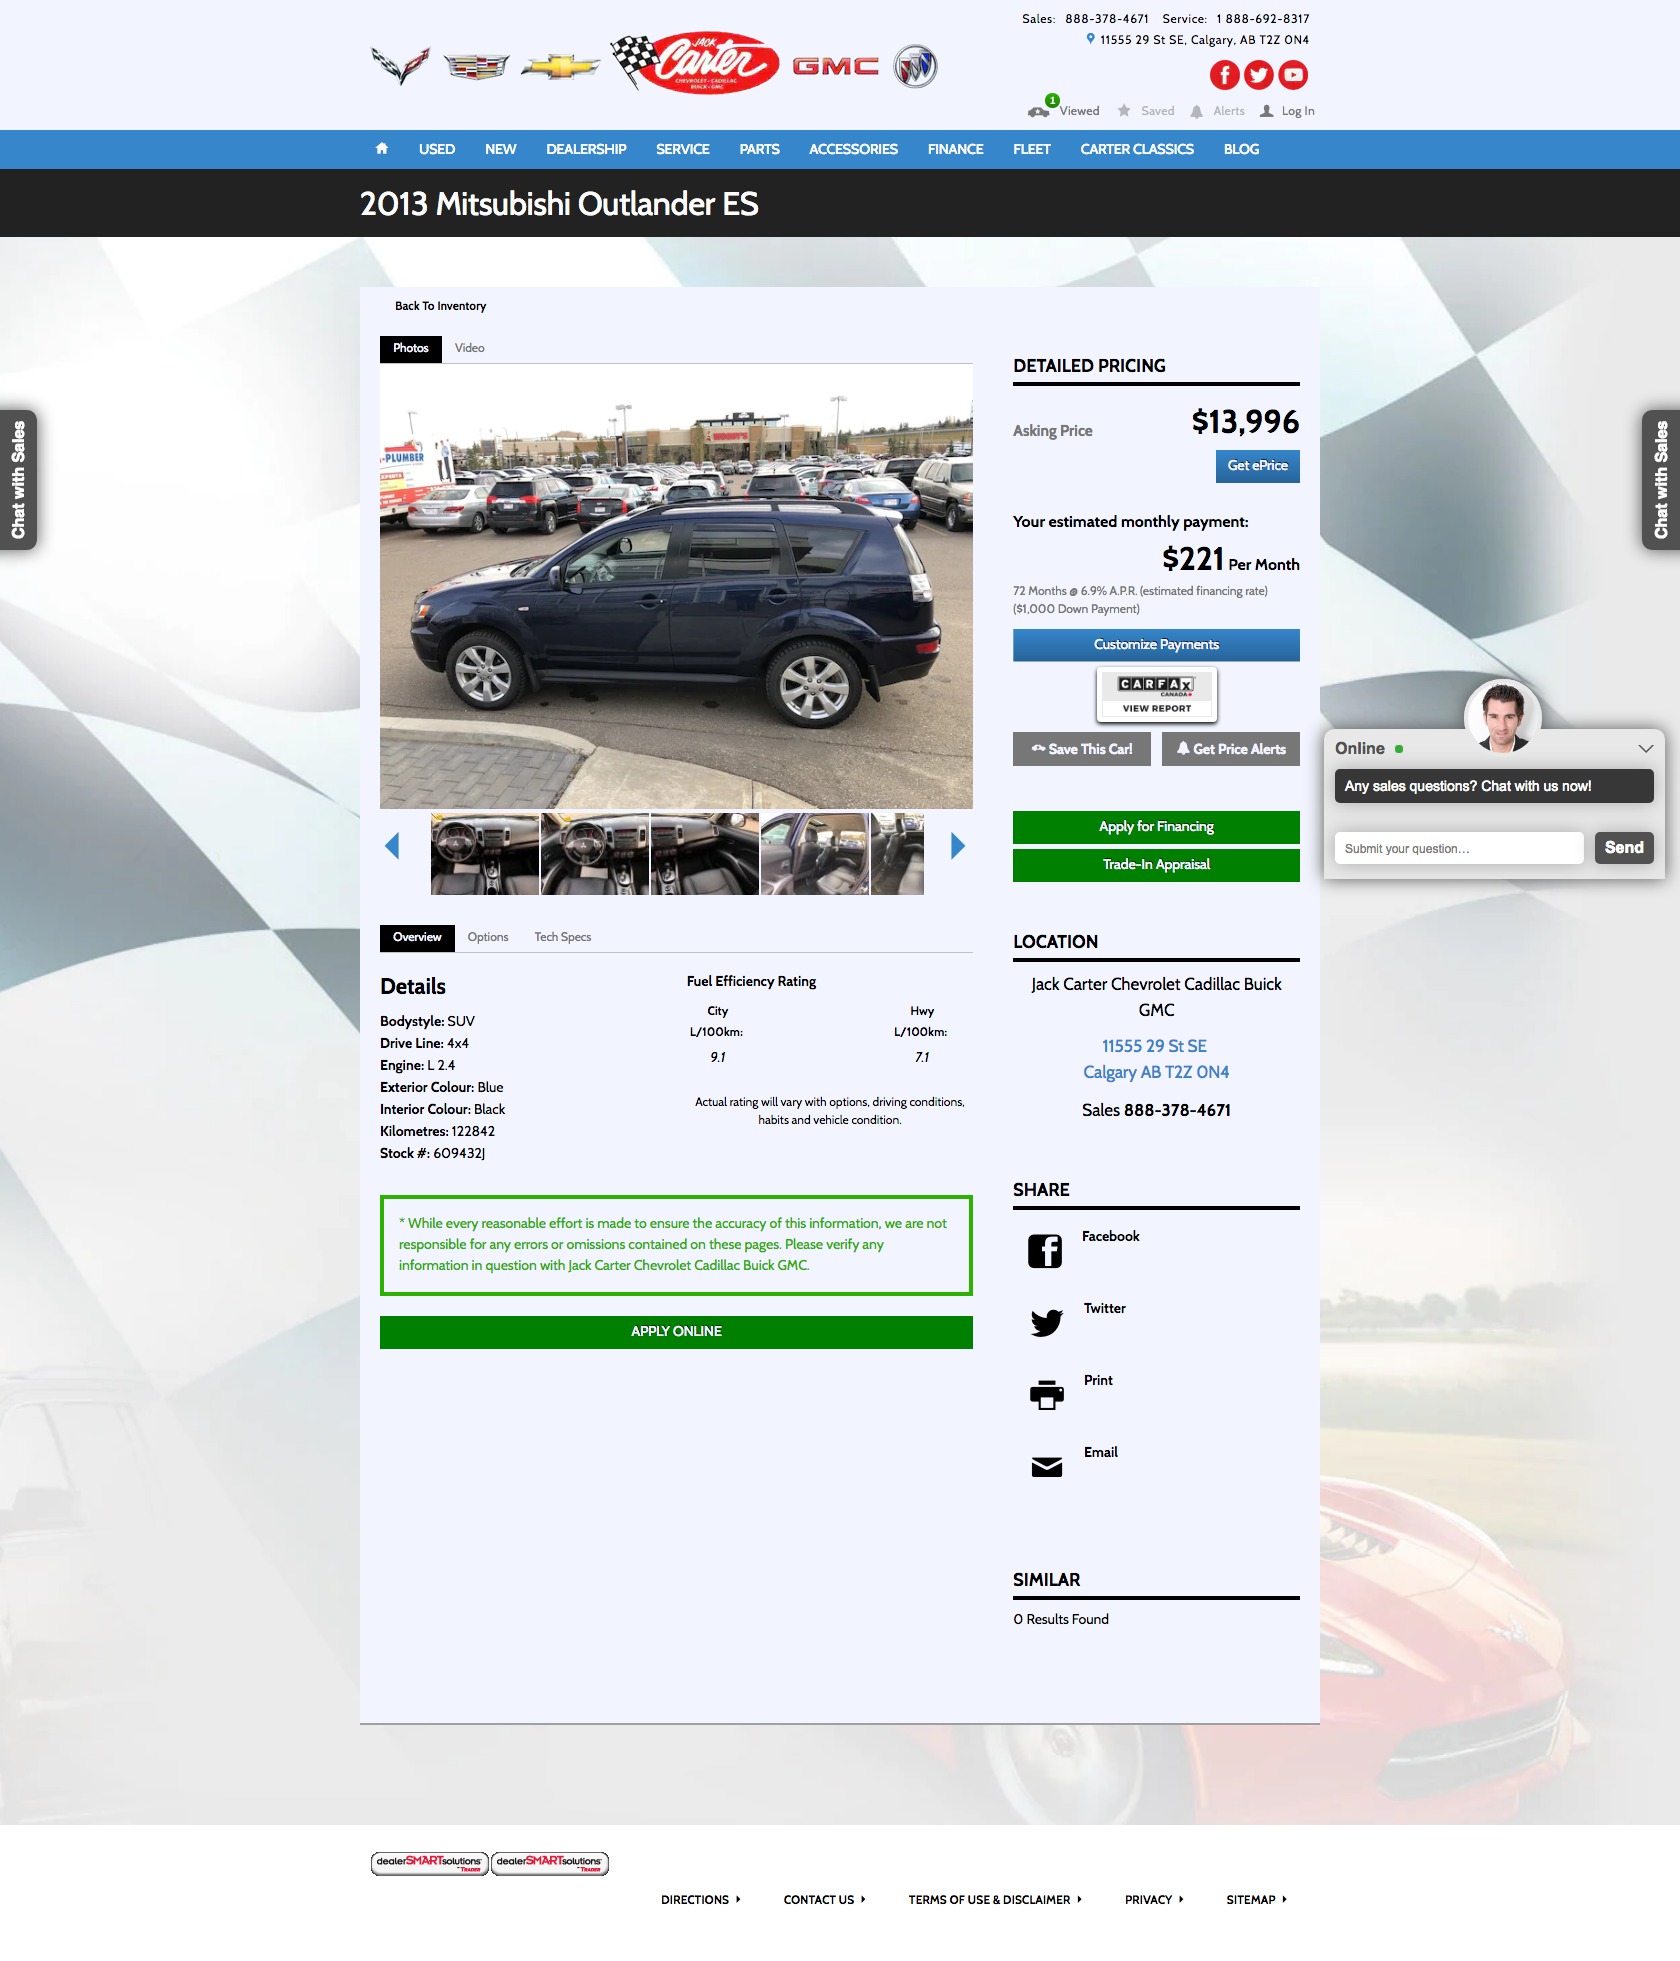 Sales: 888-378-4671 Service: 1 888-692-8317
11555 29 St SE, Calgary, AB T2Z 0N4
JACK
Carter
CHEVROLET · CADILLAC
BUICK · GMC
GMC
1
Viewed Saved Alerts Log In
USED NEW DEALERSHIP SERVICE PARTS ACCESSORIES FINANCE FLEET CARTER CLASSICS BLOG
2013 Mitsubishi Outlander ES
Back To Inventory
Photos Video
-PLUMBER
DETAILED PRICING
Asking Price $13,996
Get ePrice
Your estimated monthly payment:
$221 Per Month
72 Months @ 6.9% A.P.R. (estimated financing rate)
($1,000 Down Payment)
Customize Payments
CARFAX
CANADA
VIEW REPORT
Save This Car! Get Price Alerts
Apply for Financing
Trade-In Appraisal
Chat with Sales
Chat with Sales
Online
Any sales questions? Chat with us now!
Submit your question... Send
Overview Options Tech Specs
Details
Bodystyle: SUV
Drive Line: 4x4
Engine: L 2.4
Exterior Colour: Blue
Interior Colour: Black
Kilometres: 122842
Stock #: 609432J
Fuel Efficiency Rating
City Hwy
L/100km: L/100km:
9.1 7.1
Actual rating will vary with options, driving conditions,
habits and vehicle condition.
* While every reasonable effort is made to ensure the accuracy of this information, we are not
responsible for any errors or omissions contained on these pages. Please verify any
information in question with Jack Carter Chevrolet Cadillac Buick GMC.
APPLY ONLINE
LOCATION
Jack Carter Chevrolet Cadillac Buick
GMC
11555 29 St SE
Calgary AB T2Z 0N4
Sales 888-378-4671
SHARE
Facebook
Twitter
Print
Email
SIMILAR
0 Results Found
dealerSMARTsolutions
TRADER
dealerSMARTsolutions
TRADER
DIRECTIONS CONTACT US TERMS OF USE & DISCLAIMER PRIVACY SITEMAP